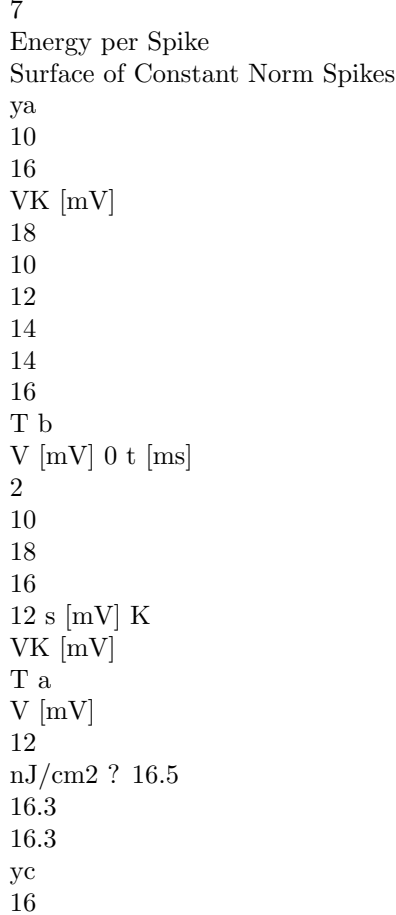 7
Energy per Spike
Surface of Constant Norm Spikes
ya
10
16
VK [mV]
18
10
12
14
14
16
T b
V [mV] 0 t [ms]
2
10
18
16
12 s [mV] K
VK [mV]
T a
V [mV]
12
nJ/cm2 ? 16.5
16.3
16.3
yc
16